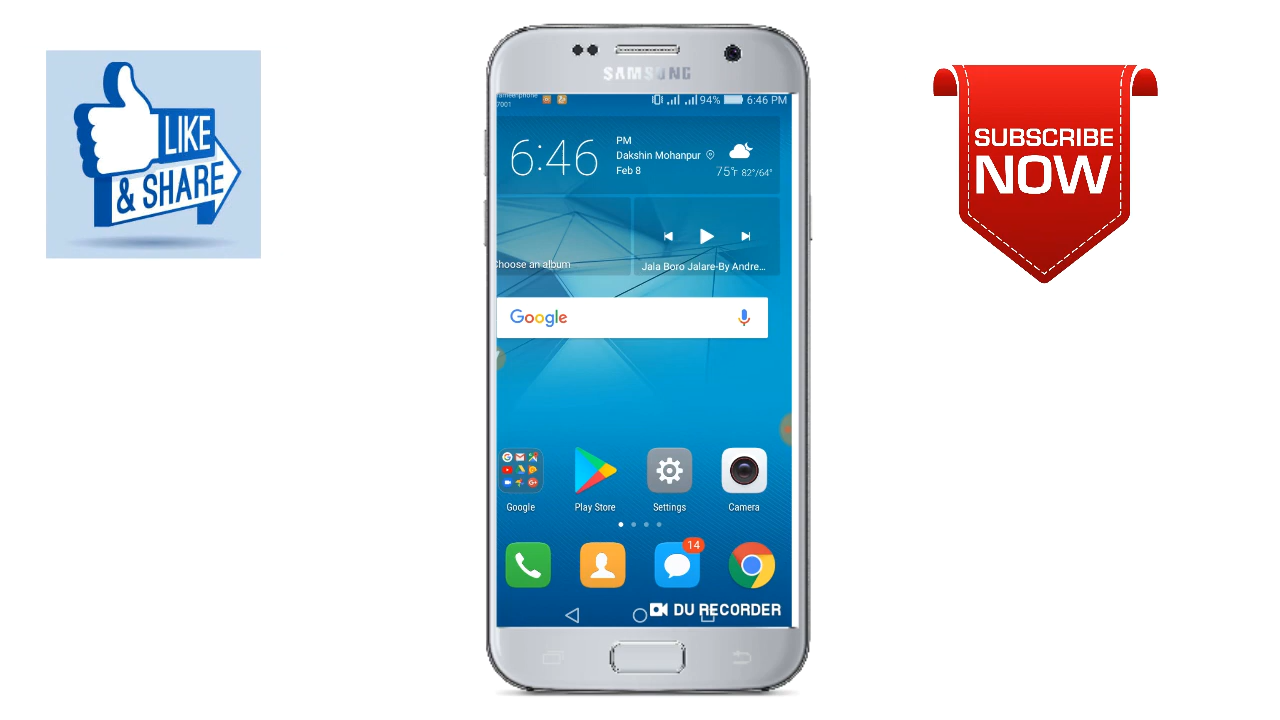 LIKE
& SHARE
SAMSUNG
7001
94% 6:46 PM
6:46
PM
Dakshin Mohanpur
Feb 8
75°F 82°/64°
Choose an album
Jala Boro Jalare-By Andre...
Google
Google
Play Store
Settings
Camera
14
DU RECORDER
SUBSCRIBE
NOW